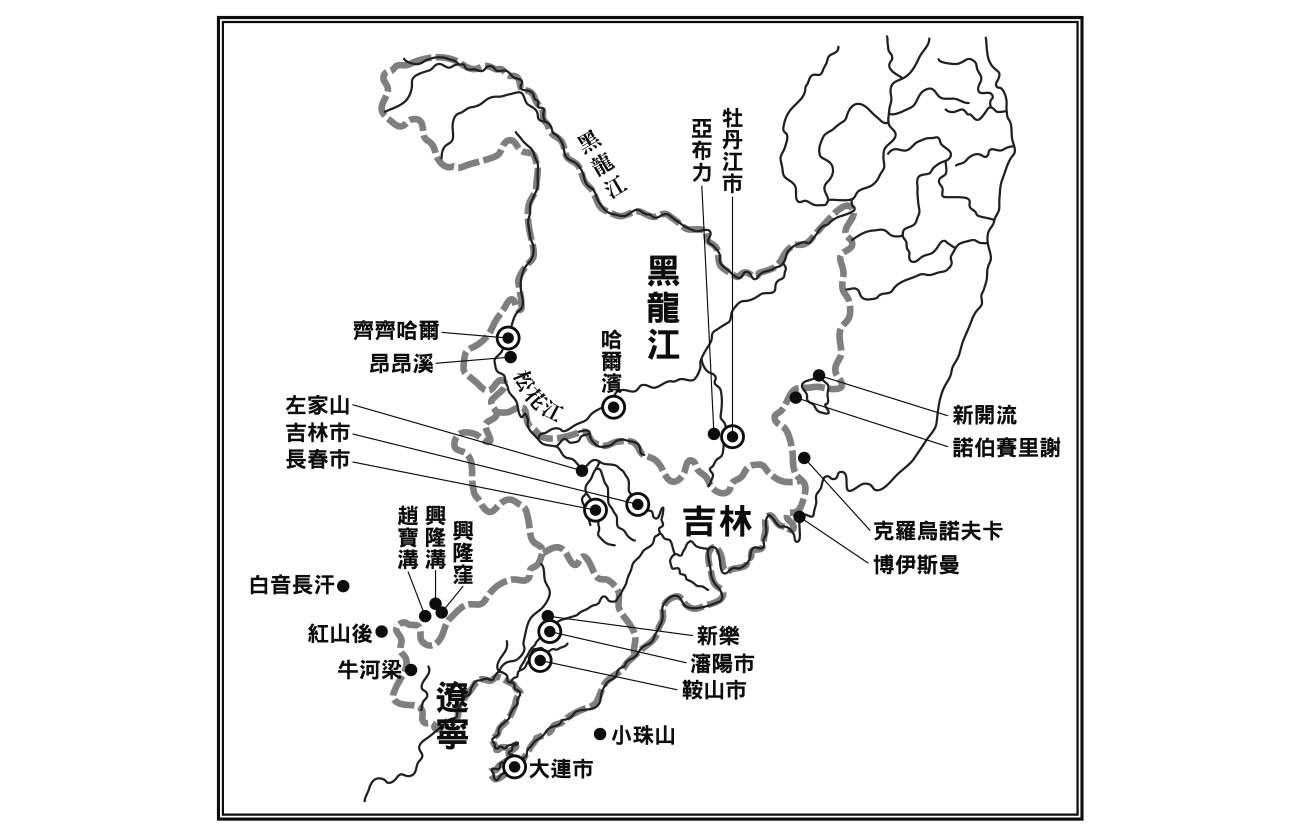 黑龍江
亞布力
牡丹江市
黑龍江
齊齊哈爾
昂昂溪
哈爾濱
松花江
左家山
吉林市
長春市
新開流
諾伯賽里謝
吉林
克羅烏諾夫卡
博伊斯曼
趙寶溝
興隆溝
興隆窪
白音長汗
紅山後
牛河梁
遼寧
新樂
瀋陽市
鞍山市
小珠山
大連市